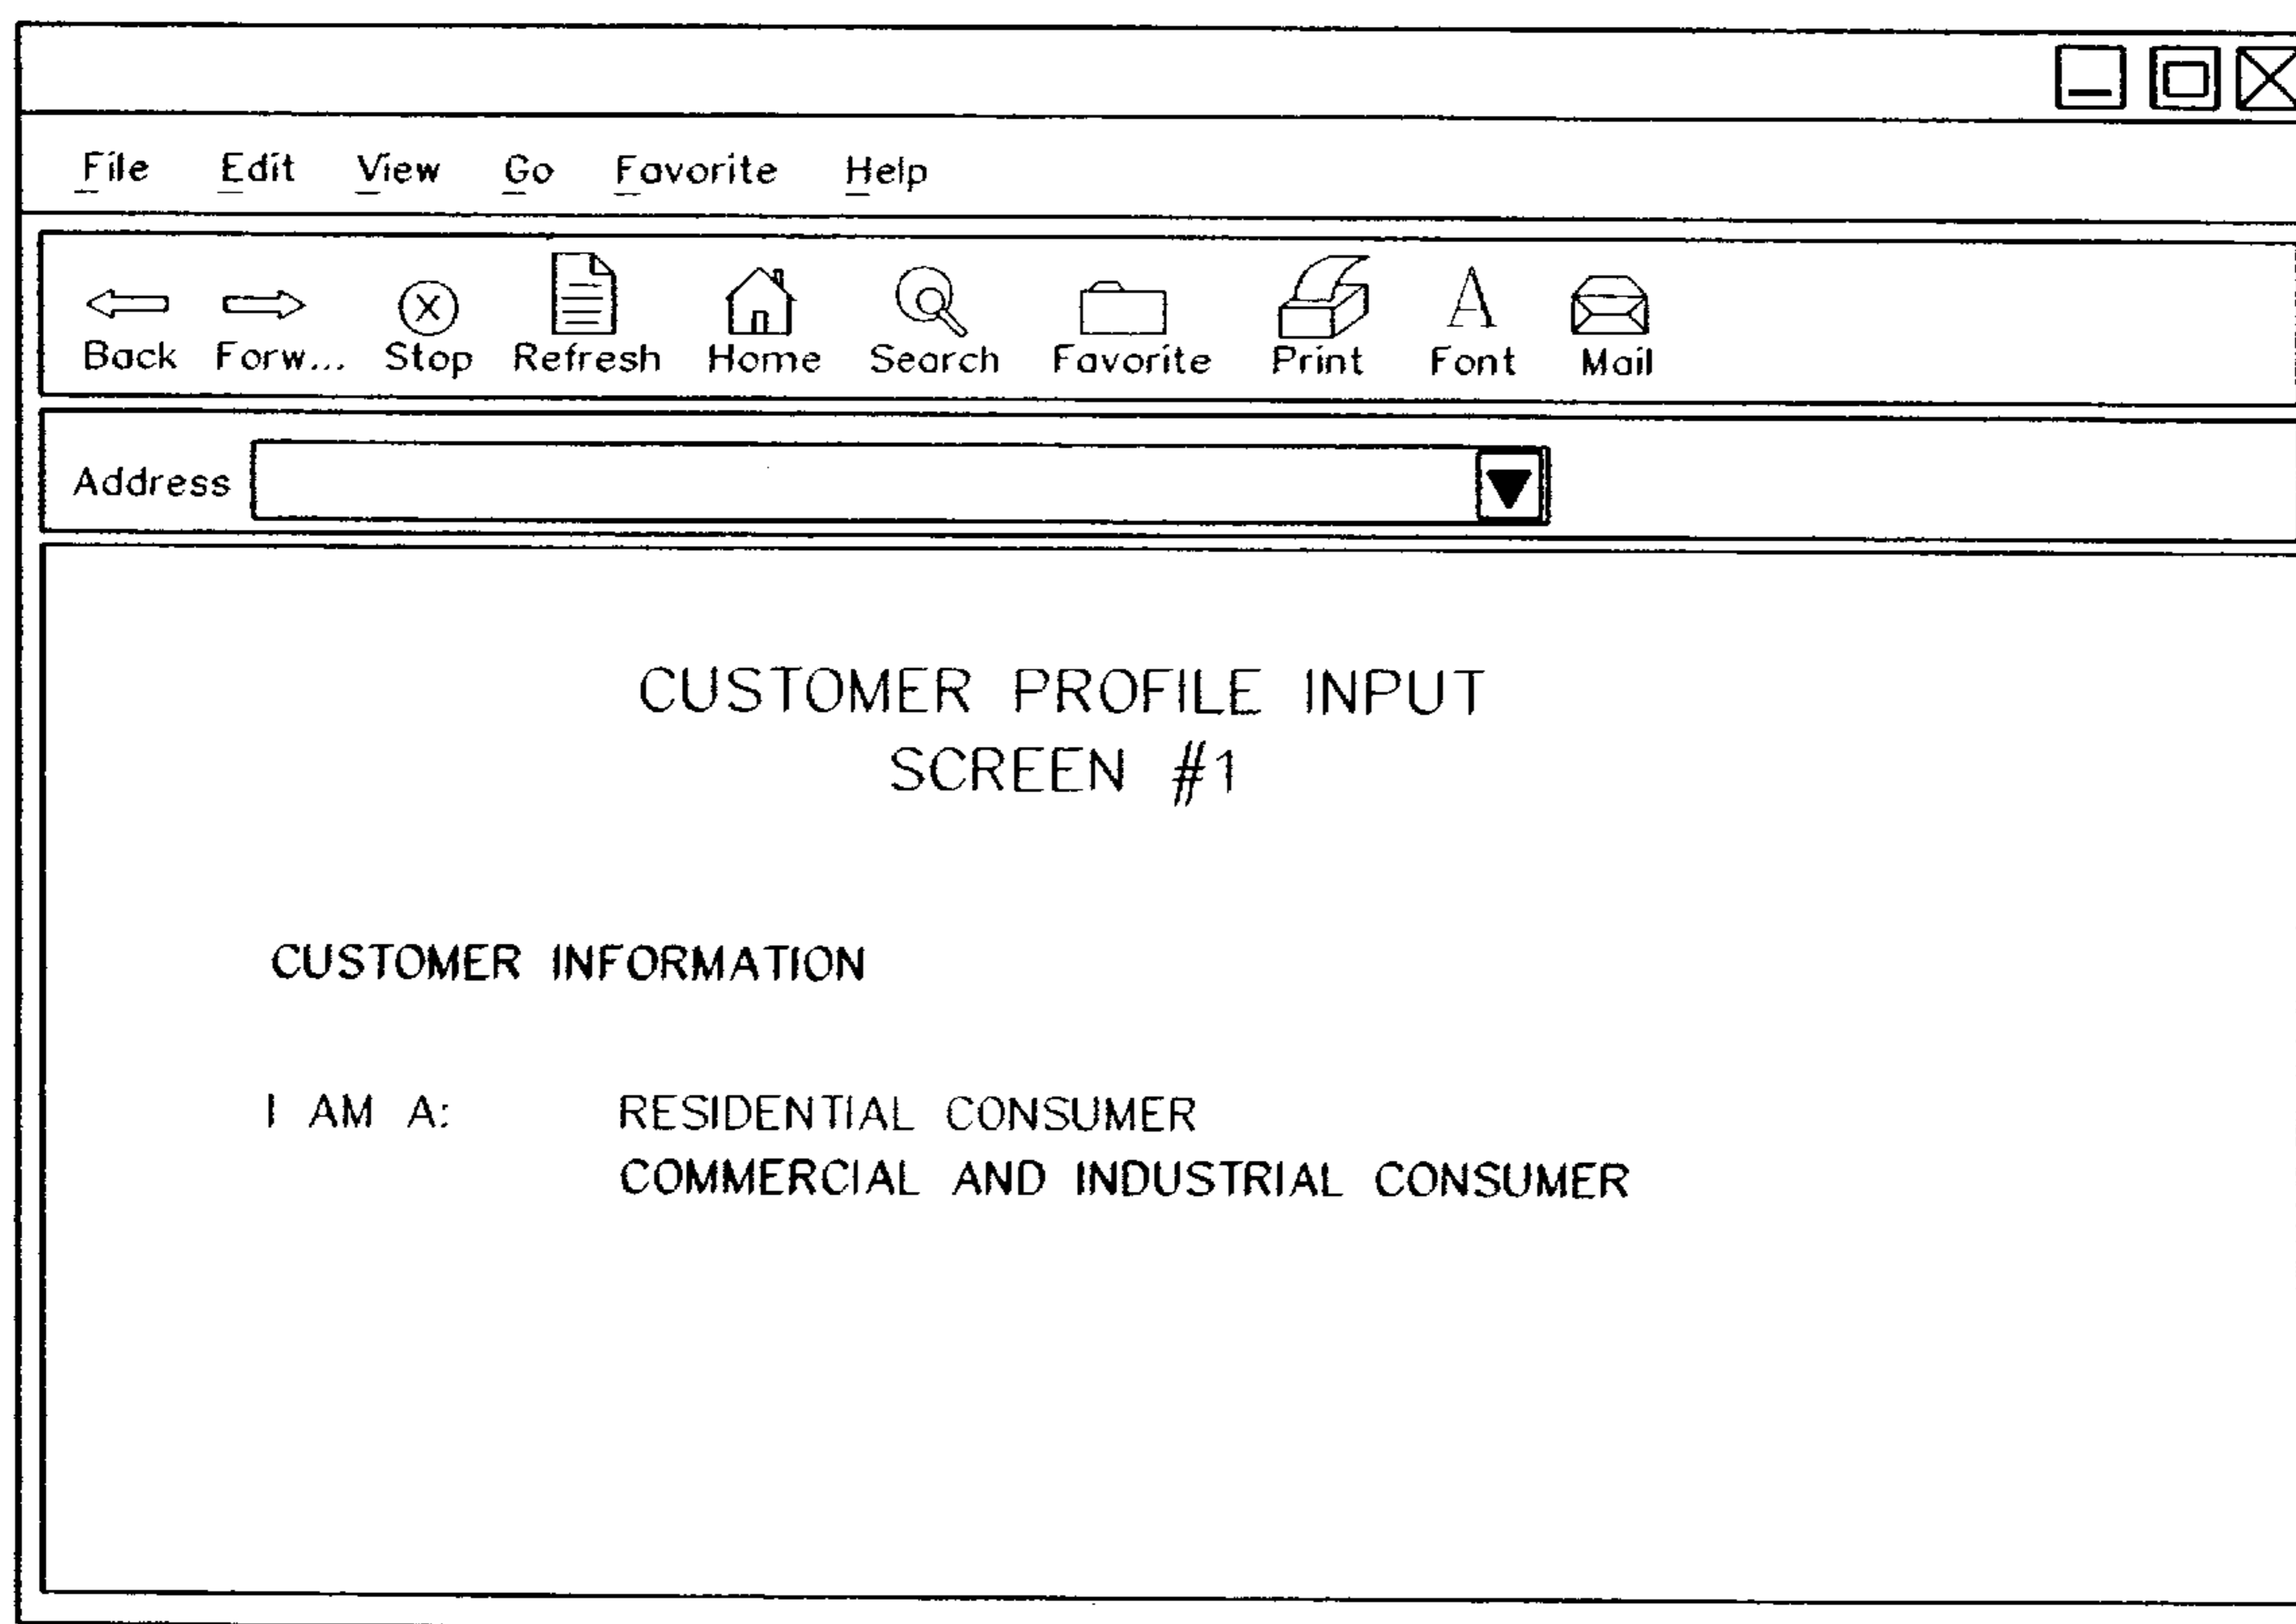 File Edit View Go Favorite Help
Back Forw... Stop Refresh Home Search Favorite Print Font Mail
Address
CUSTOMER PROFILE INPUT
SCREEN #1
CUSTOMER INFORMATION
I AM A: RESIDENTIAL CONSUMER
COMMERCIAL AND INDUSTRIAL CONSUMER